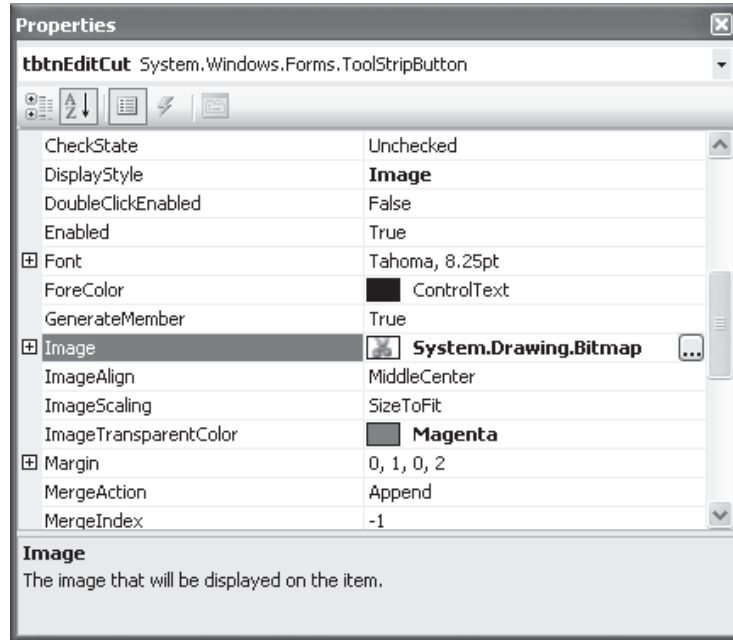 Properties
tbtnEditCut System.Windows.Forms.ToolStripButton
CheckState Unchecked
DisplayStyle Image
DoubleClickEnabled False
Enabled True
Font Tahoma, 8.25pt
ForeColor ControlText
GenerateMember True
Image System.Drawing.Bitmap ...
ImageAlign MiddleCenter
ImageScaling SizeToFit
ImageTransparentColor Magenta
Margin 0, 1, 0, 2
MergeAction Append
MergeIndex -1
Image
The image that will be displayed on the item.